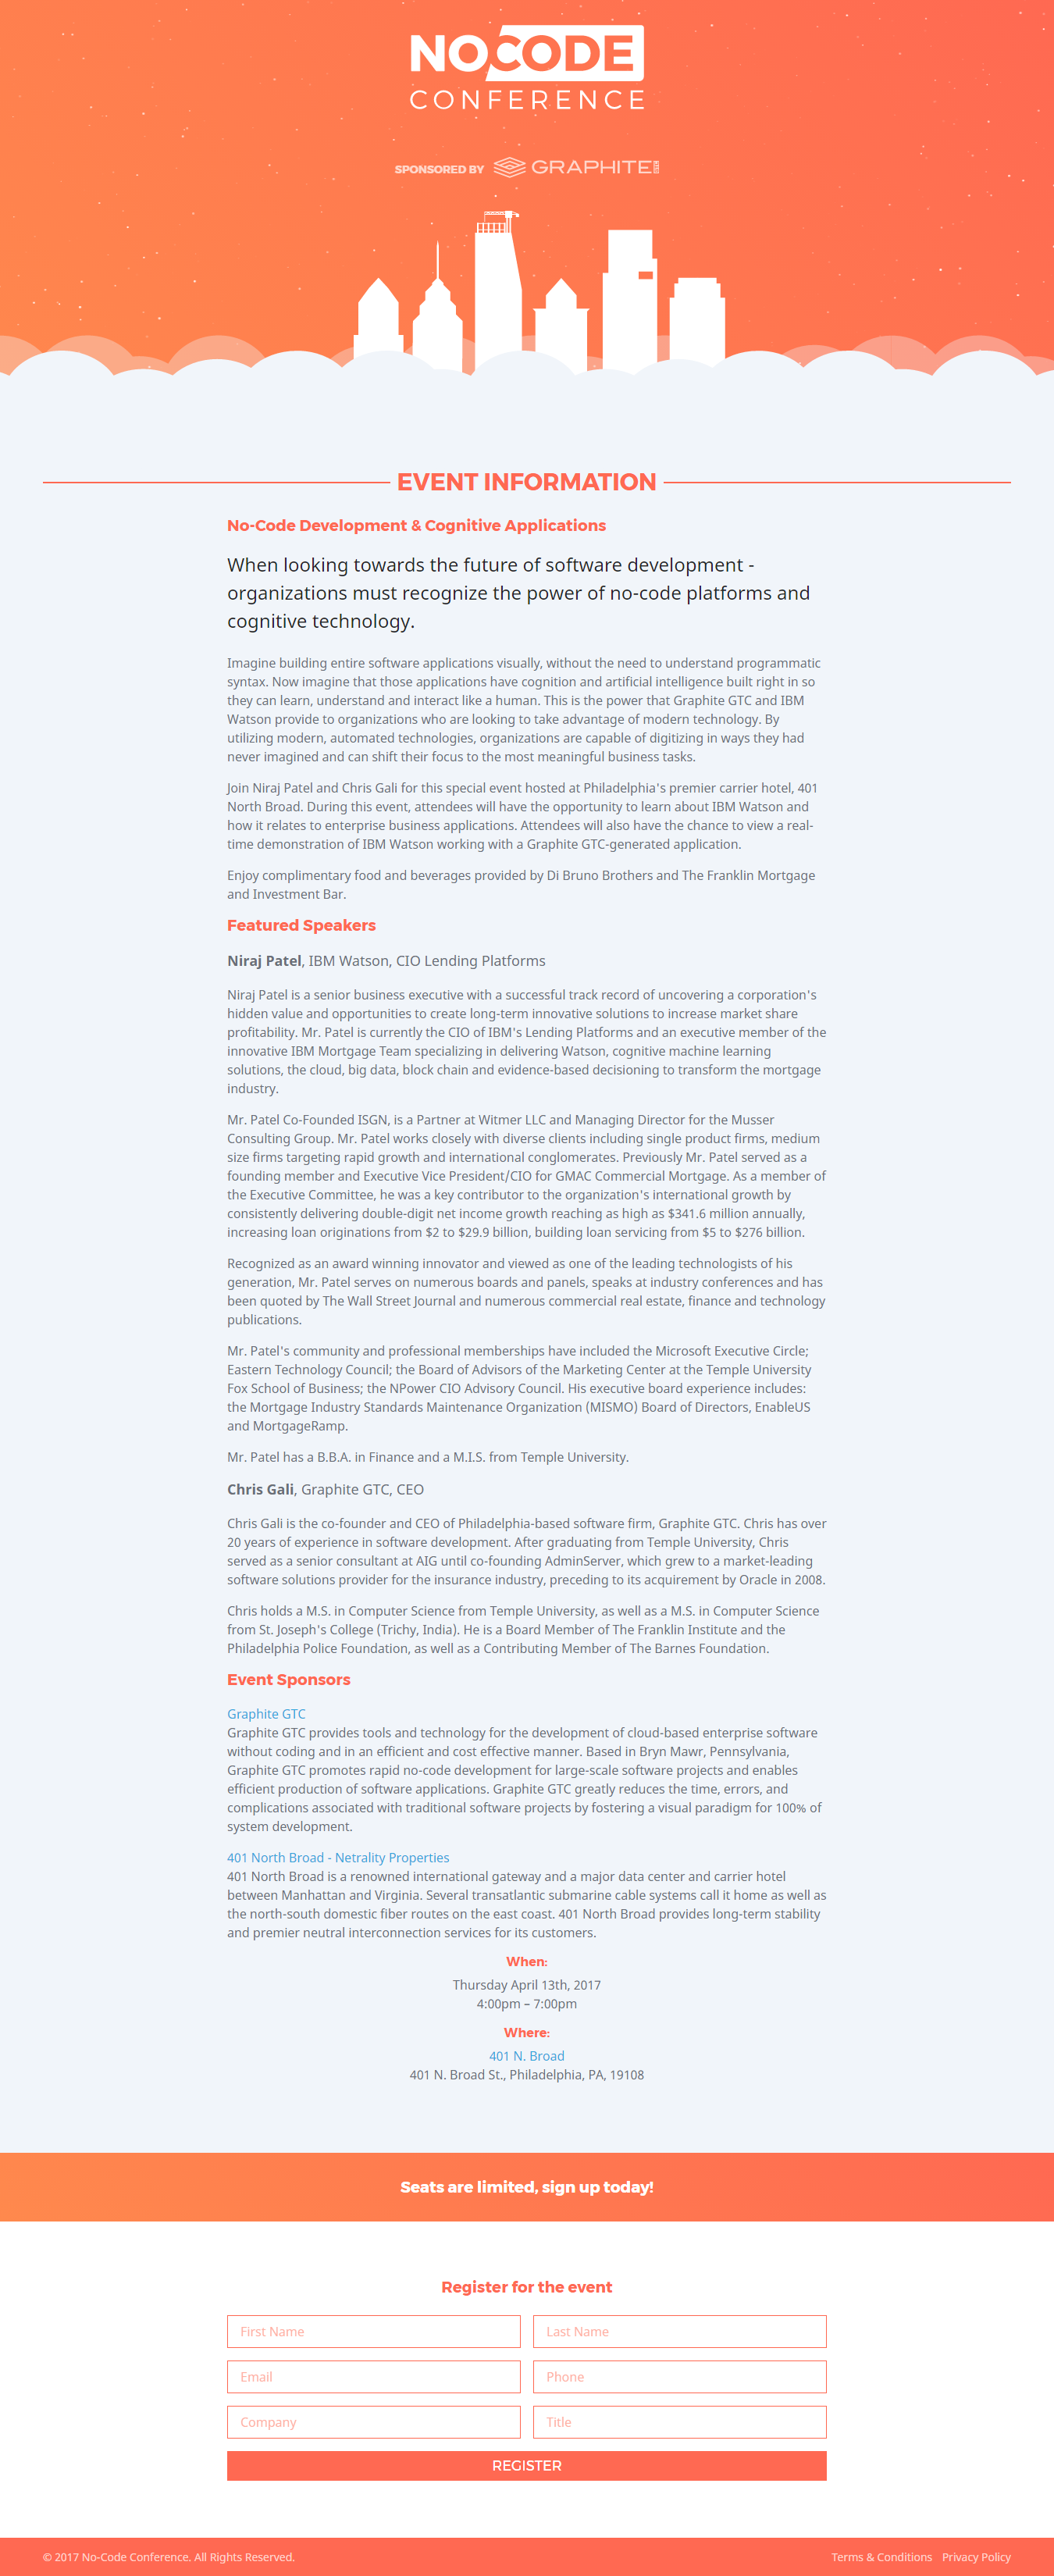 NOCODE
CONFERENCE
SPONSORED BY GRAPHITE
EVENT INFORMATION
No-Code Development & Cognitive Applications
When looking towards the future of software development -
organizations must recognize the power of no-code platforms and
cognitive technology.
Imagine building entire software applications visually, without the need to understand programmatic
syntax. Now imagine that those applications have cognition and artificial intelligence built right in so
they can learn, understand and interact like a human. This is the power that Graphite GTC and IBM
Watson provide to organizations who are looking to take advantage of modern technology. By
utilizing modern, automated technologies, organizations are capable of digitizing in ways they had
never imagined and can shift their focus to the most meaningful business tasks.
Join Niraj Patel and Chris Gali for this special event hosted at Philadelphia's premier carrier hotel, 401
North Broad. During this event, attendees will have the opportunity to learn about IBM Watson and
how it relates to enterprise business applications. Attendees will also have the chance to view a real-
time demonstration of IBM Watson working with a Graphite GTC-generated application.
Enjoy complimentary food and beverages provided by Di Bruno Brothers and The Franklin Mortgage
and Investment Bar.
Featured Speakers
Niraj Patel, IBM Watson, CIO Lending Platforms
Niraj Patel is a senior business executive with a successful track record of uncovering a corporation's
hidden value and opportunities to create long-term innovative solutions to increase market share
profitability. Mr. Patel is currently the CIO of IBM's Lending Platforms and an executive member of the
innovative IBM Mortgage Team specializing in delivering Watson, cognitive machine learning
solutions, the cloud, big data, block chain and evidence-based decisioning to transform the mortgage
industry.
Mr. Patel Co-Founded ISGN, is a Partner at Witmer LLC and Managing Director for the Musser
Consulting Group. Mr. Patel works closely with diverse clients including single product firms, medium
size firms targeting rapid growth and international conglomerates. Previously Mr. Patel served as a
founding member and Executive Vice President/CIO for GMAC Commercial Mortgage. As a member of
the Executive Committee, he was a key contributor to the organization's international growth by
consistently delivering double-digit net income growth reaching as high as $341.6 million annually,
increasing loan originations from $2 to $29.9 billion, building loan servicing from $5 to $276 billion.
Recognized as an award winning innovator and viewed as one of the leading technologists of his
generation, Mr. Patel serves on numerous boards and panels, speaks at industry conferences and has
been quoted by The Wall Street Journal and numerous commercial real estate, finance and technology
publications.
Mr. Patel's community and professional memberships have included the Microsoft Executive Circle;
Eastern Technology Council; the Board of Advisors of the Marketing Center at the Temple University
Fox School of Business; the NPower CIO Advisory Council. His executive board experience includes:
the Mortgage Industry Standards Maintenance Organization (MISMO) Board of Directors, EnableUS
and MortgageRamp.
Mr. Patel has a B.B.A. in Finance and a M.I.S. from Temple University.
Chris Gali, Graphite GTC, CEO
Chris Gali is the co-founder and CEO of Philadelphia-based software firm, Graphite GTC. Chris has over
20 years of experience in software development. After graduating from Temple University, Chris
served as a senior consultant at AIG until co-founding AdminServer, which grew to a market-leading
software solutions provider for the insurance industry, preceding to its acquirement by Oracle in 2008.
Chris holds a M.S. in Computer Science from Temple University, as well as a M.S. in Computer Science
from St. Joseph's College (Trichy, India). He is a Board Member of The Franklin Institute and the
Philadelphia Police Foundation, as well as a Contributing Member of The Barnes Foundation.
Event Sponsors
Graphite GTC
Graphite GTC provides tools and technology for the development of cloud-based enterprise software
without coding and in an efficient and cost effective manner. Based in Bryn Mawr, Pennsylvania,
Graphite GTC promotes rapid no-code development for large-scale software projects and enables
efficient production of software applications. Graphite GTC greatly reduces the time, errors, and
complications associated with traditional software projects by fostering a visual paradigm for 100% of
system development.
401 North Broad - Netrality Properties
401 North Broad is a renowned international gateway and a major data center and carrier hotel
between Manhattan and Virginia. Several transatlantic submarine cable systems call it home as well as
the north-south domestic fiber routes on the east coast. 401 North Broad provides long-term stability
and premier neutral interconnection services for its customers.
When:
Thursday April 13th, 2017
4:00pm – 7:00pm
Where:
401 N. Broad
401 N. Broad St., Philadelphia, PA, 19108
Seats are limited, sign up today!
Register for the event
First Name Last Name
Email Phone
Company Title
REGISTER
© 2017 No-Code Conference. All Rights Reserved. Terms & Conditions Privacy Policy